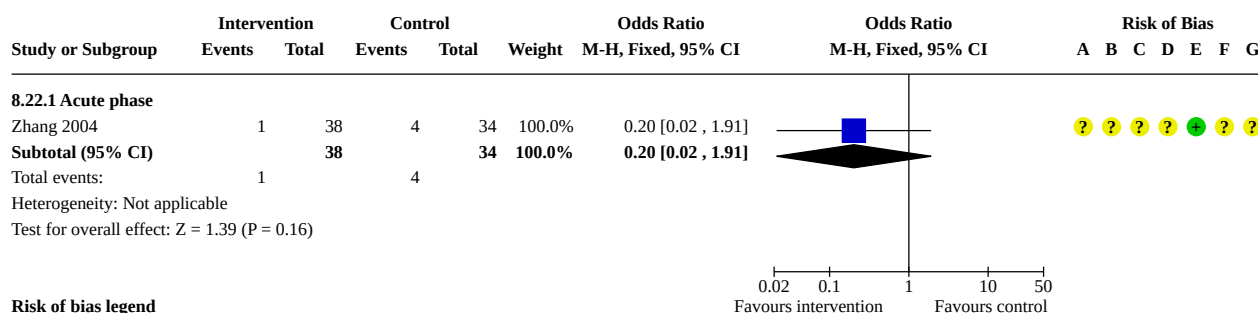 Intervention Control Odds Ratio Odds Ratio Risk of Bias
Study or Subgroup Events Total Events Total Weight M-H, Fixed, 95% CI M-H, Fixed, 95% CI A B C D E F G
8.22.1 Acute phase
Zhang 2004 1 38 4 34 100.0% 0.20 [0.02 , 1.91] ? ? ? ? + ? ?
Subtotal (95% CI) 38 34 100.0% 0.20 [0.02 , 1.91]
Total events: 1 4
Heterogeneity: Not applicable
Test for overall effect: Z = 1.39 (P = 0.16)
0.02 0.1 1 10 50
Risk of bias legend Favours intervention Favours control